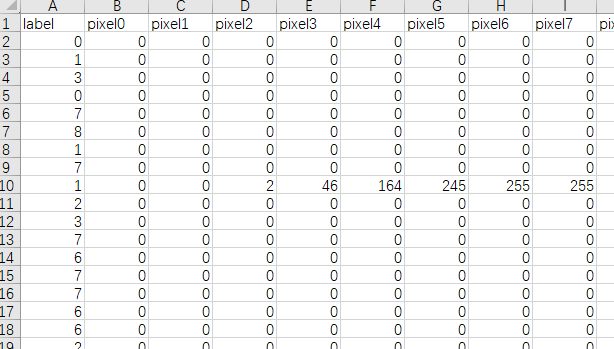 A B C D E F G H I
1 label pixel0 pixel1 pixel2 pixel3 pixel4 pixel5 pixel6 pixel7
2 0 0 0 0 0 0 0 0 0
3 1 0 0 0 0 0 0 0 0
4 3 0 0 0 0 0 0 0 0
5 0 0 0 0 0 0 0 0 0
6 7 0 0 0 0 0 0 0 0
7 8 0 0 0 0 0 0 0 0
8 1 0 0 0 0 0 0 0 0
9 7 0 0 0 0 0 0 0 0
10 1 0 0 2 46 164 245 255 255
11 2 0 0 0 0 0 0 0 0
12 3 0 0 0 0 0 0 0 0
13 7 0 0 0 0 0 0 0 0
14 6 0 0 0 0 0 0 0 0
15 7 0 0 0 0 0 0 0 0
16 7 0 0 0 0 0 0 0 0
17 6 0 0 0 0 0 0 0 0
18 6 0 0 0 0 0 0 0 0
19 2 0 0 0 0 0 0 0 0